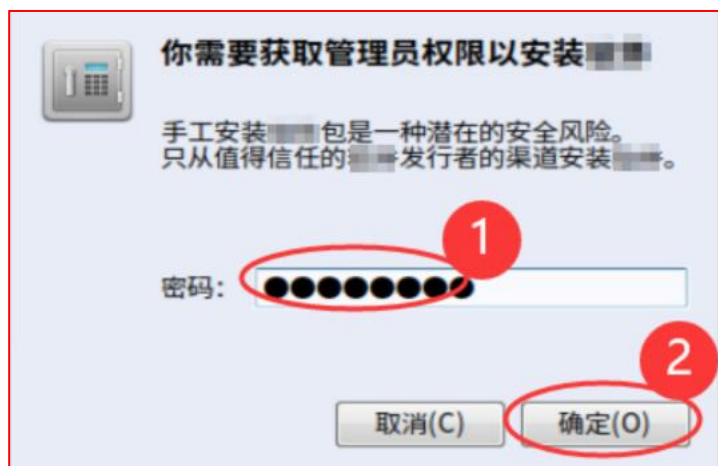 你需要获取管理员权限以安装
手工安装 包是一种潜在的安全风险。
只从值得信任的 发行者的渠道安装 。
1
密码: ●●●●●●●●
2
取消(C) 确定(O)